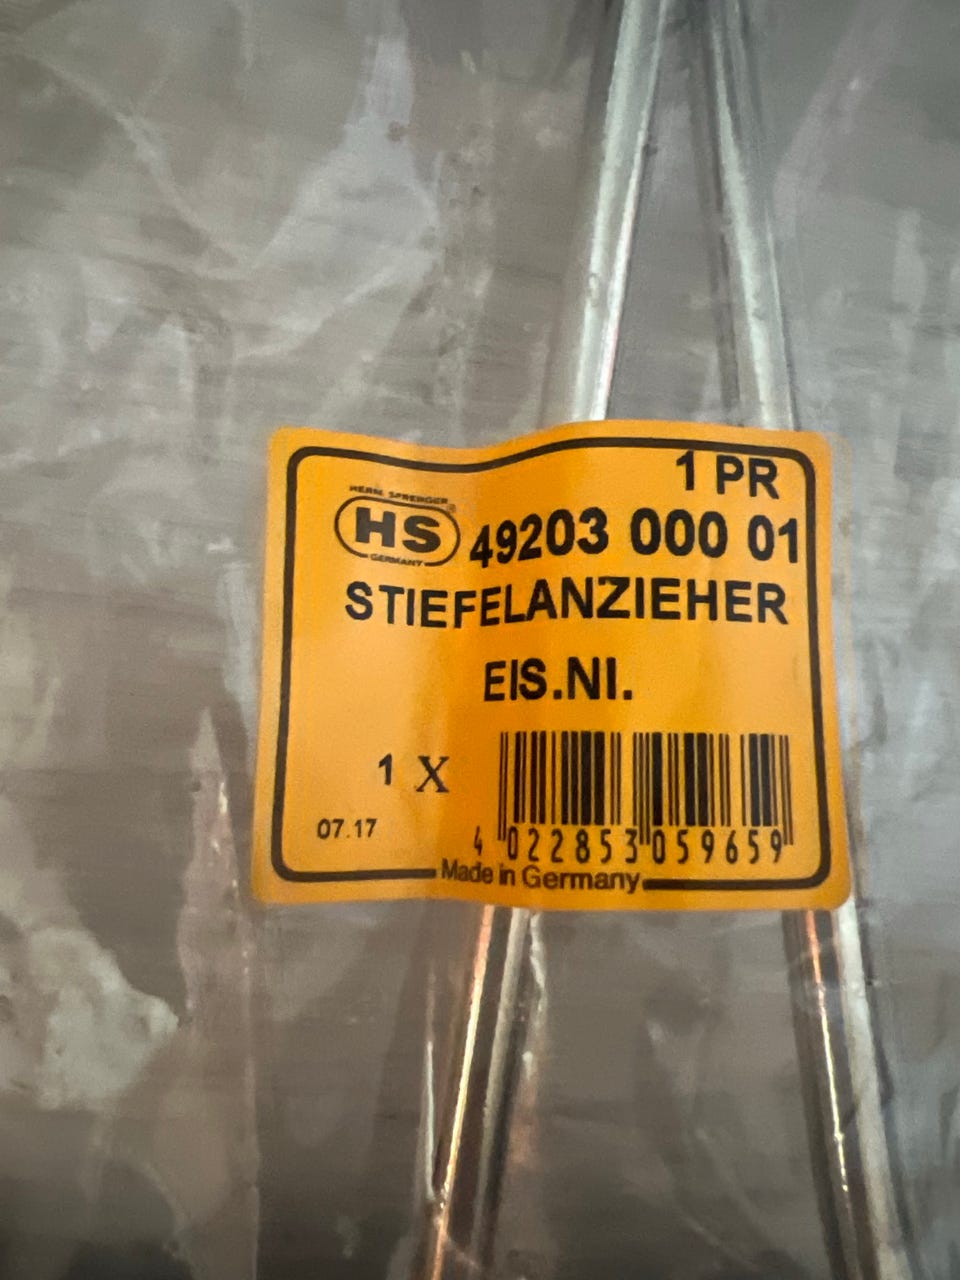 1 PR
HERM. SPRENGER
HS
GERMANY
49203 000 01
STIEFELANZIEHER
EIS.NI.
1 X
07.17
4 022853 059659
Made in Germany